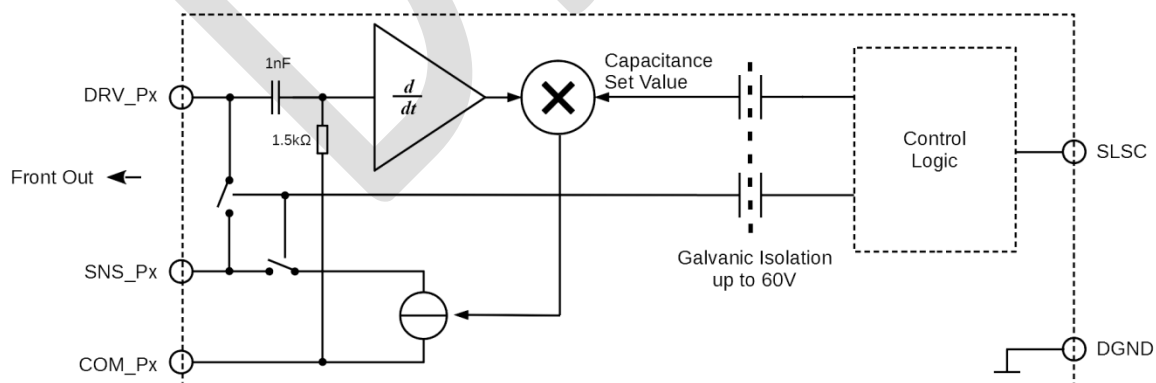 1nF
DRV_Px
d
dt
1.5kΩ
Capacitance
Set Value
Control
Logic
SLSC
Front Out
SNS_Px
Galvanic Isolation
up to 60V
COM_Px
DGND